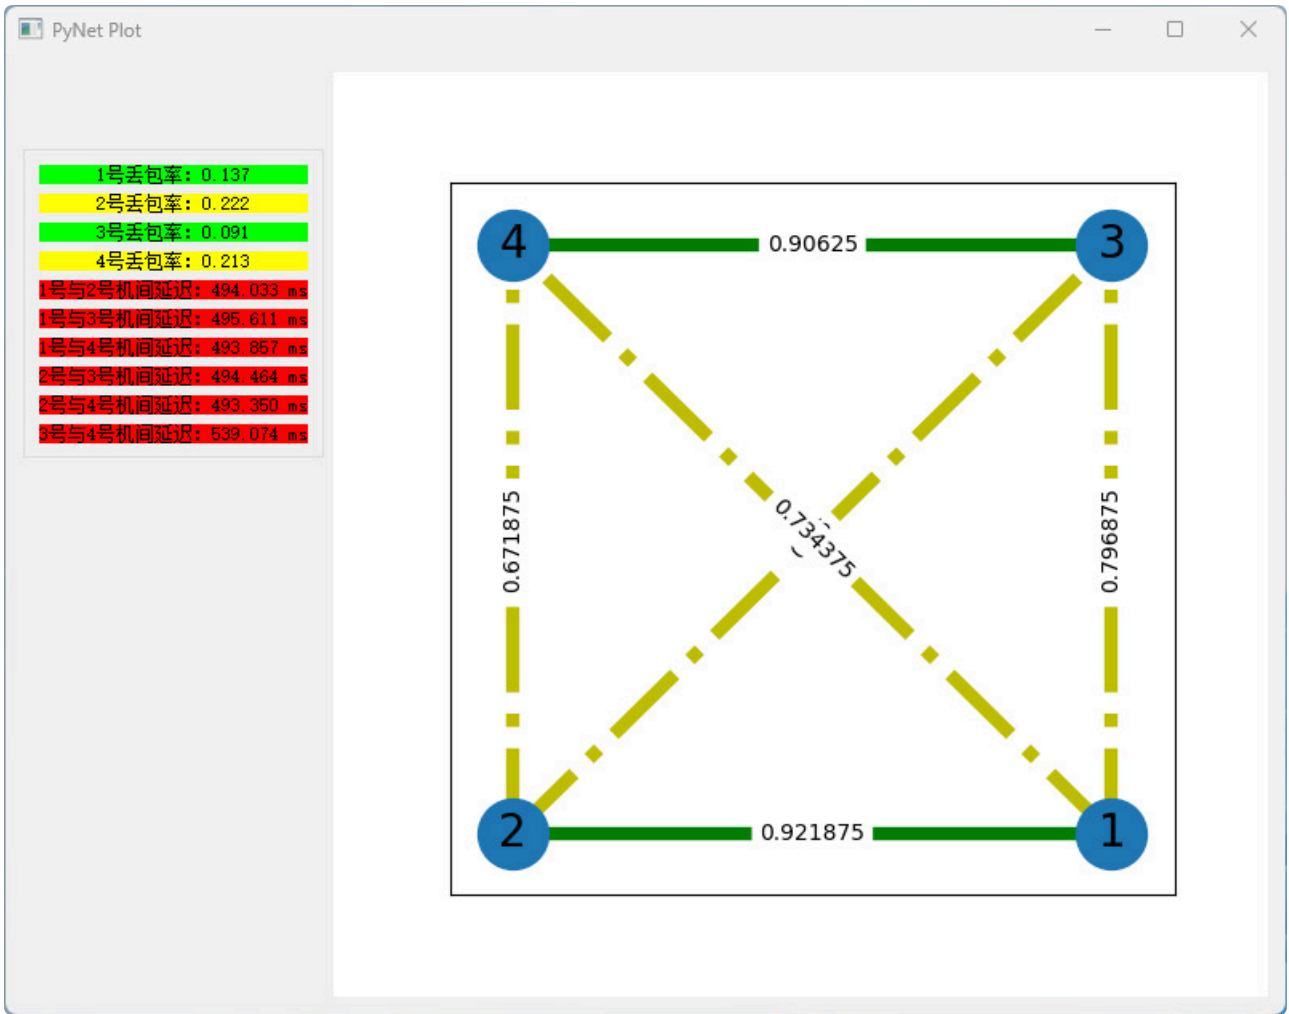 PyNet Plot
1号丢包率：0.137
2号丢包率：0.222
3号丢包率：0.091
4号丢包率：0.213
1号与2号机间延迟：494.033 ms
1号与3号机间延迟：495.611 ms
1号与4号机间延迟：493.857 ms
2号与3号机间延迟：494.464 ms
2号与4号机间延迟：493.350 ms
3号与4号机间延迟：539.074 ms
4
0.90625
3
0.671875
0.734375
0.796875
2
0.921875
1